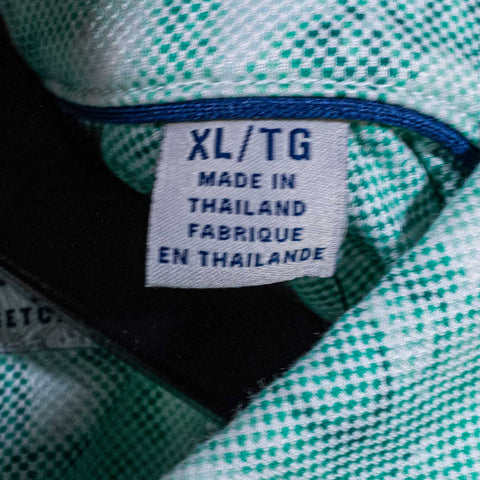 XL/TG
MADE IN
THAILAND
FABRIQUE
EN THAILANDE